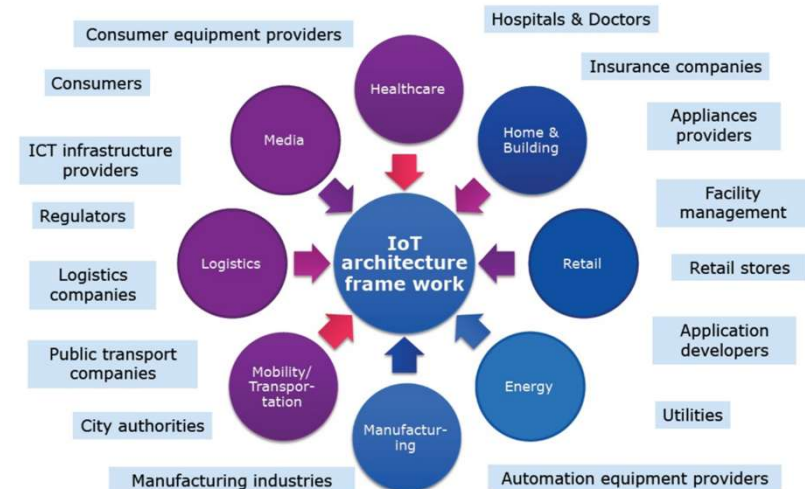 Hospitals & Doctors
Consumer equipment providers
Healthcare
Insurance companies
Consumers
Media
Home &
Building
Appliances
providers
ICT infrastructure
providers
Facility
management
Regulators
IoT
architecture
frame work
Logistics
Retail
Retail stores
Logistics
companies
Application
developers
Public transport
companies
Mobility/
Transpor-
tation
Energy
Utilities
City authorities
Manufactur-
ing
Manufacturing industries
Automation equipment providers